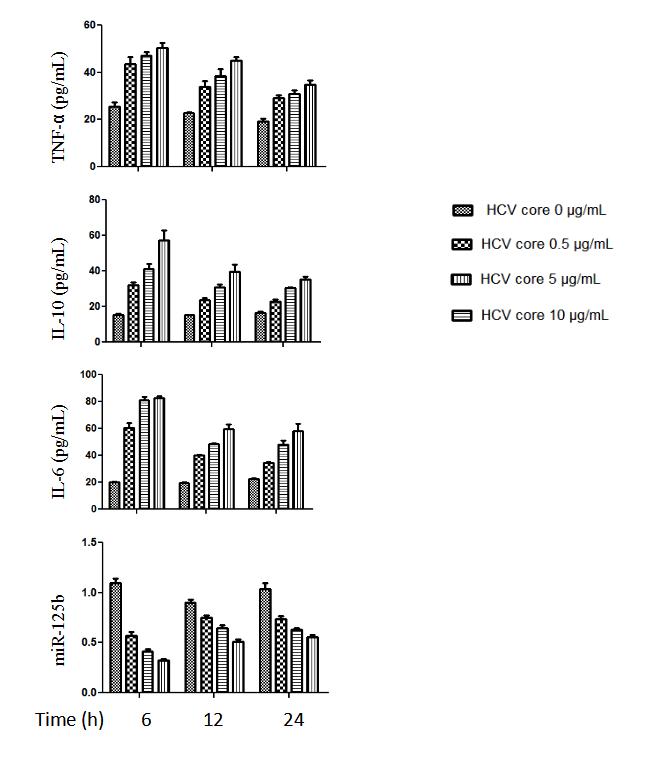 60
40
20
0
TNF-α (pg/mL)
80
60
40
20
0
IL-10 (pg/mL)
HCV core 0 µg/mL
HCV core 0.5 µg/mL
HCV core 5 µg/mL
HCV core 10 µg/mL
100
80
60
40
20
0
IL-6 (pg/mL)
1.5
1.0
0.5
0.0
miR-125b
Time (h) 6 12 24